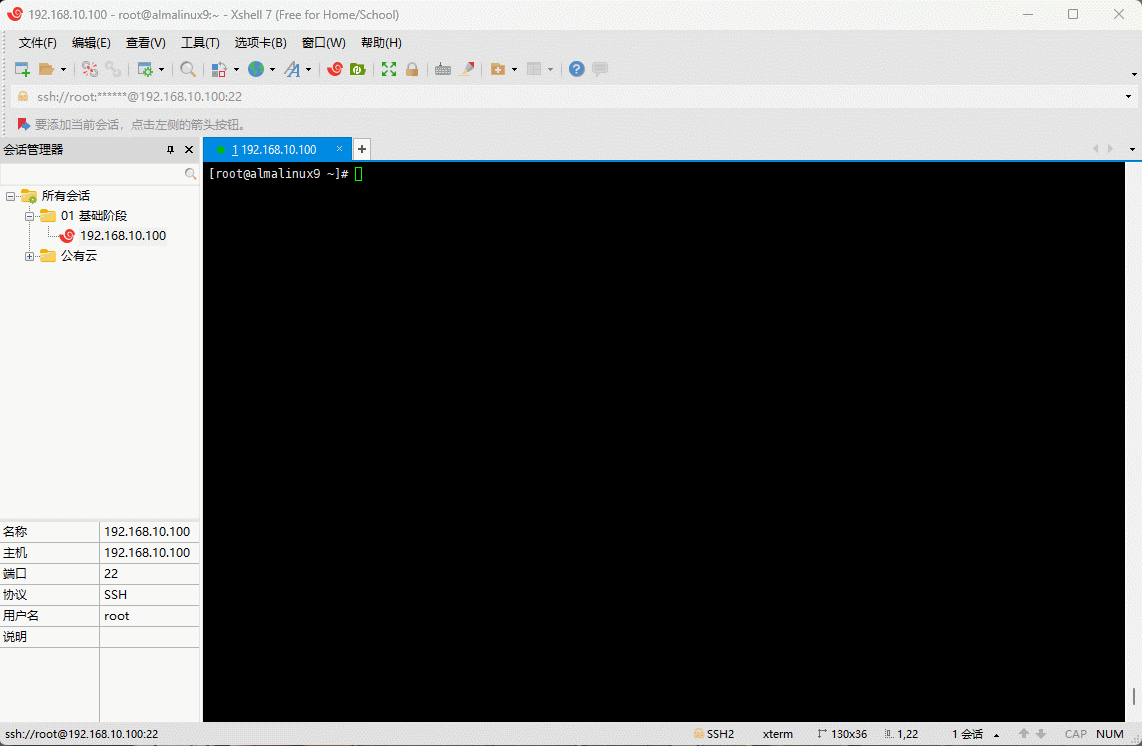 192.168.10.100 - root@almalinux9:~ - Xshell 7 (Free for Home/School)
文件(F) 编辑(E) 查看(V) 工具(T) 选项卡(B) 窗口(W) 帮助(H)
ssh://root:******@192.168.10.100:22
要添加当前会话，点击左侧的箭头按钮。
会话管理器
1 192.168.10.100
[root@almalinux9 ~]#
所有会话
01 基础阶段
192.168.10.100
公有云
名称 192.168.10.100
主机 192.168.10.100
端口 22
协议 SSH
用户名 root
说明
ssh://root@192.168.10.100:22 SSH2 xterm 130x36 1,22 1 会话 CAP NUM